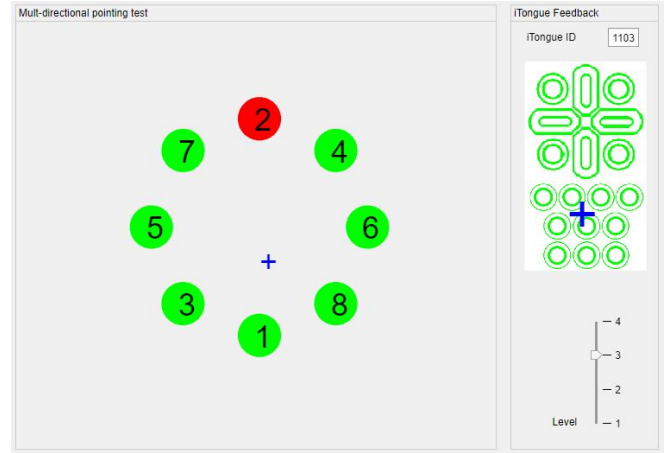 Mult-directional pointing test
2
7
4
5
6
3
8
1
iTongue Feedback
iTongue ID 1103
4
3
2
Level 1